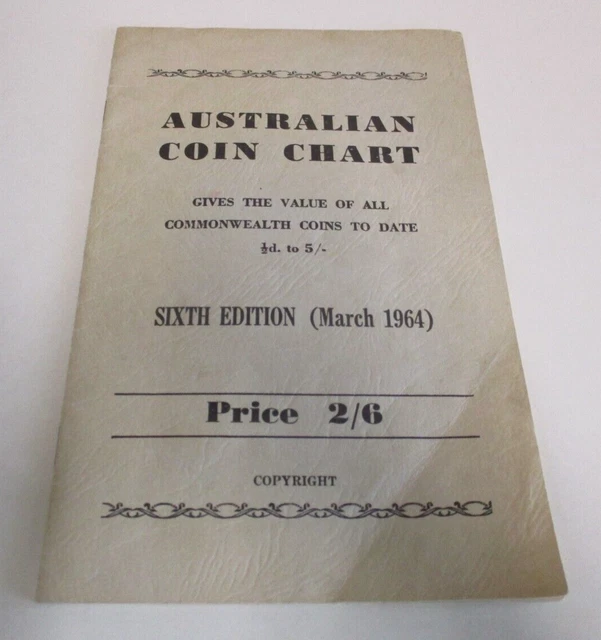 AUSTRALIAN
COIN CHART
GIVES THE VALUE OF ALL
COMMONWEALTH COINS TO DATE
½d. to 5/-
SIXTH EDITION (March 1964)
Price 2/6
COPYRIGHT